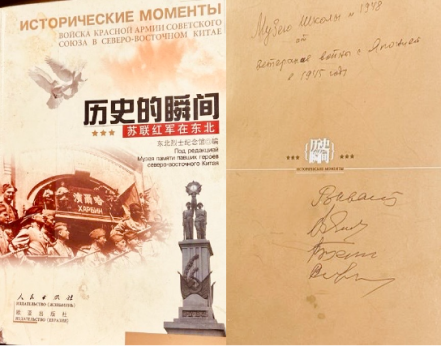 ИСТОРИЧЕСКИЕ МОМЕНТЫ
ВОЙСКА КРАСНОЙ АРМИИ СОВЕТСКОГО
СОЮЗА В СЕВЕРО-ВОСТОЧНОМ КИТАЕ
历史的瞬间
苏联红军在东北
东北烈士纪念馆 编
Под редакцией
Музея памяти павших героев
северо-восточного Китая
ХАРБИН
人民出版社
Музею Школы № 1948
от
ветеранов войны с Японией
в 1945 году
历史的瞬间
ИСТОРИЧЕСКИЕ МОМЕНТЫ